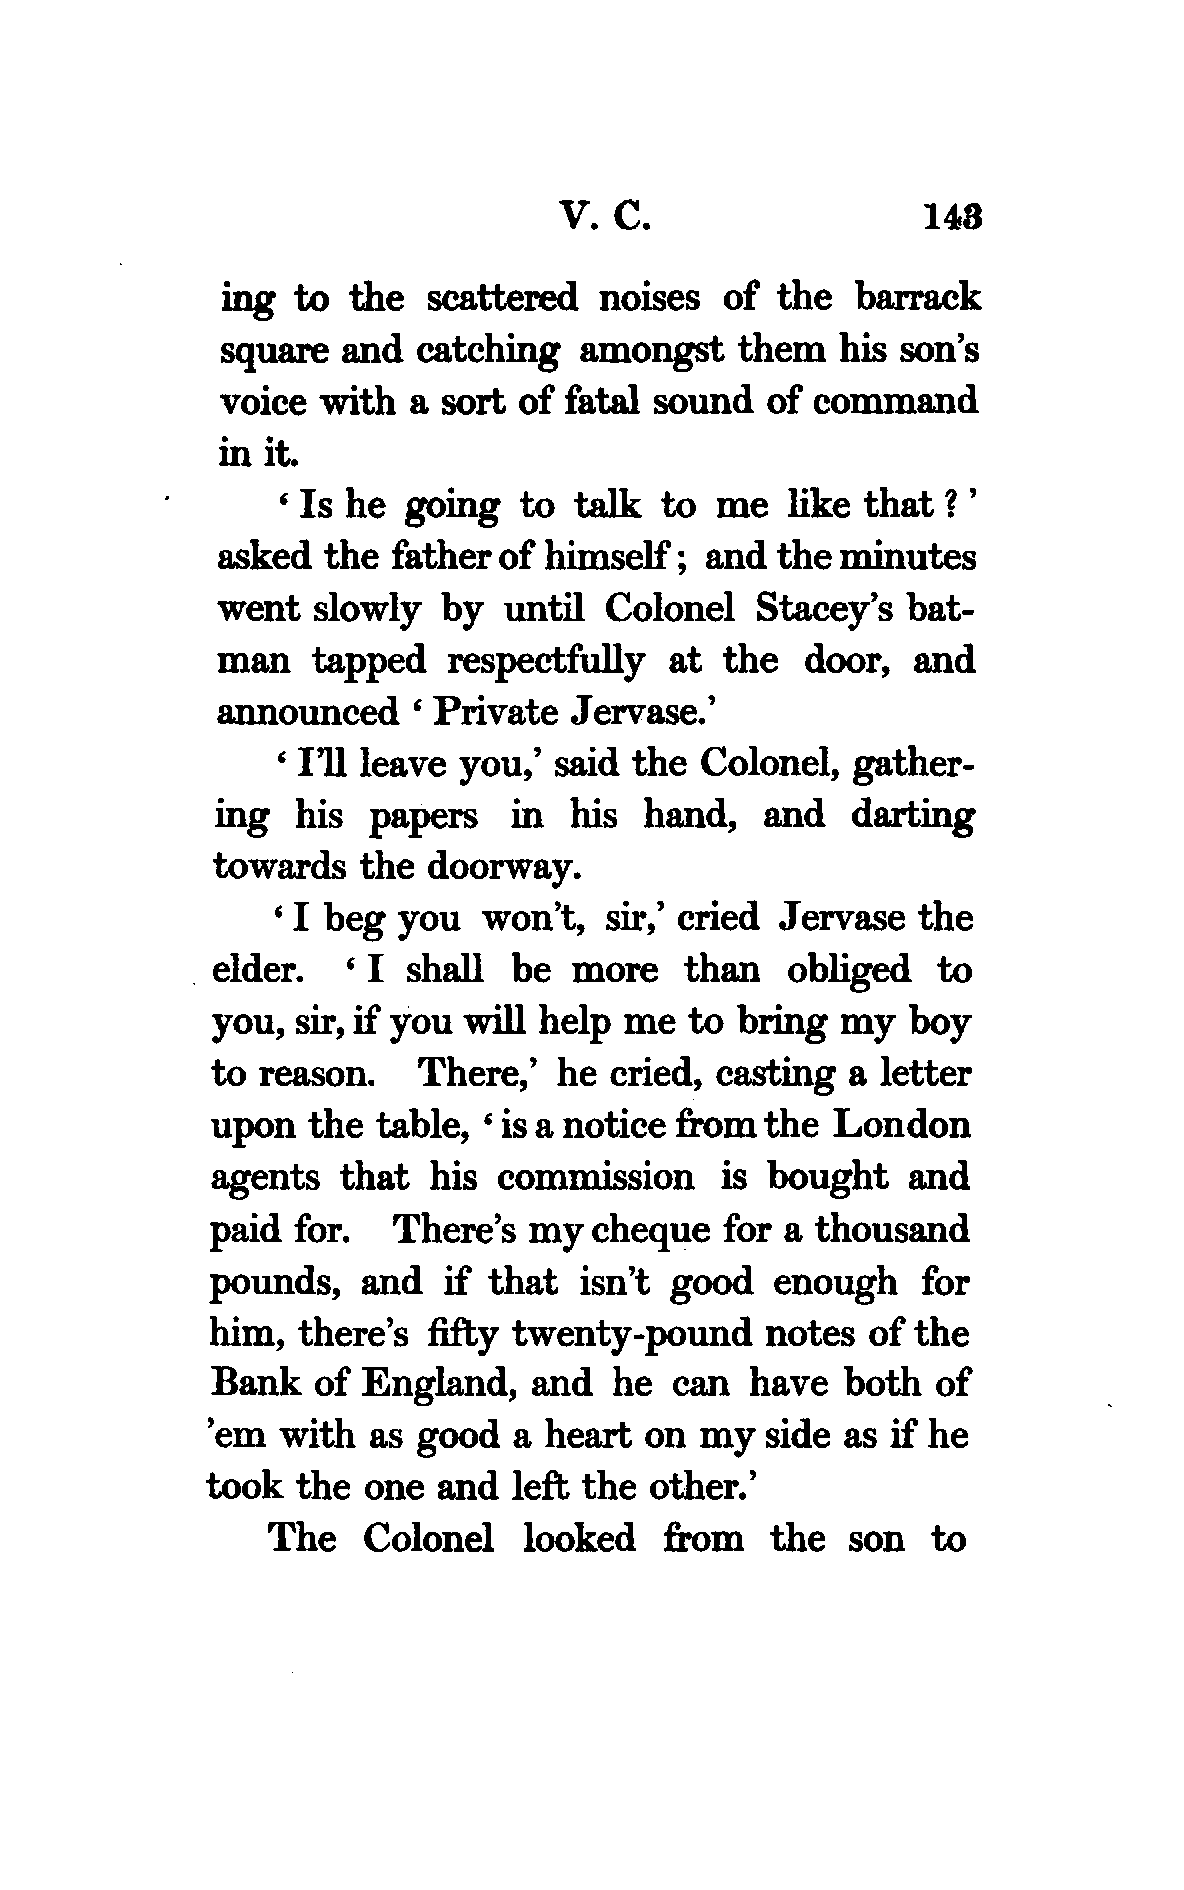 V. C. 143
ing to the scattered noises of the barrack
square and catching amongst them his son's
voice with a sort of fatal sound of command
in it.
‘ Is he going to talk to me like that ? ’
asked the father of himself ; and the minutes
went slowly by until Colonel Stacey's bat-
man tapped respectfully at the door, and
announced ‘ Private Jervase.’
‘ I'll leave you,’ said the Colonel, gather-
ing his papers in his hand, and darting
towards the doorway.
‘ I beg you won't, sir,’ cried Jervase the
elder. ‘ I shall be more than obliged to
you, sir, if you will help me to bring my boy
to reason. There,’ he cried, casting a letter
upon the table, ‘ is a notice from the London
agents that his commission is bought and
paid for. There's my cheque for a thousand
pounds, and if that isn't good enough for
him, there's fifty twenty-pound notes of the
Bank of England, and he can have both of
'em with as good a heart on my side as if he
took the one and left the other.’
The Colonel looked from the son to